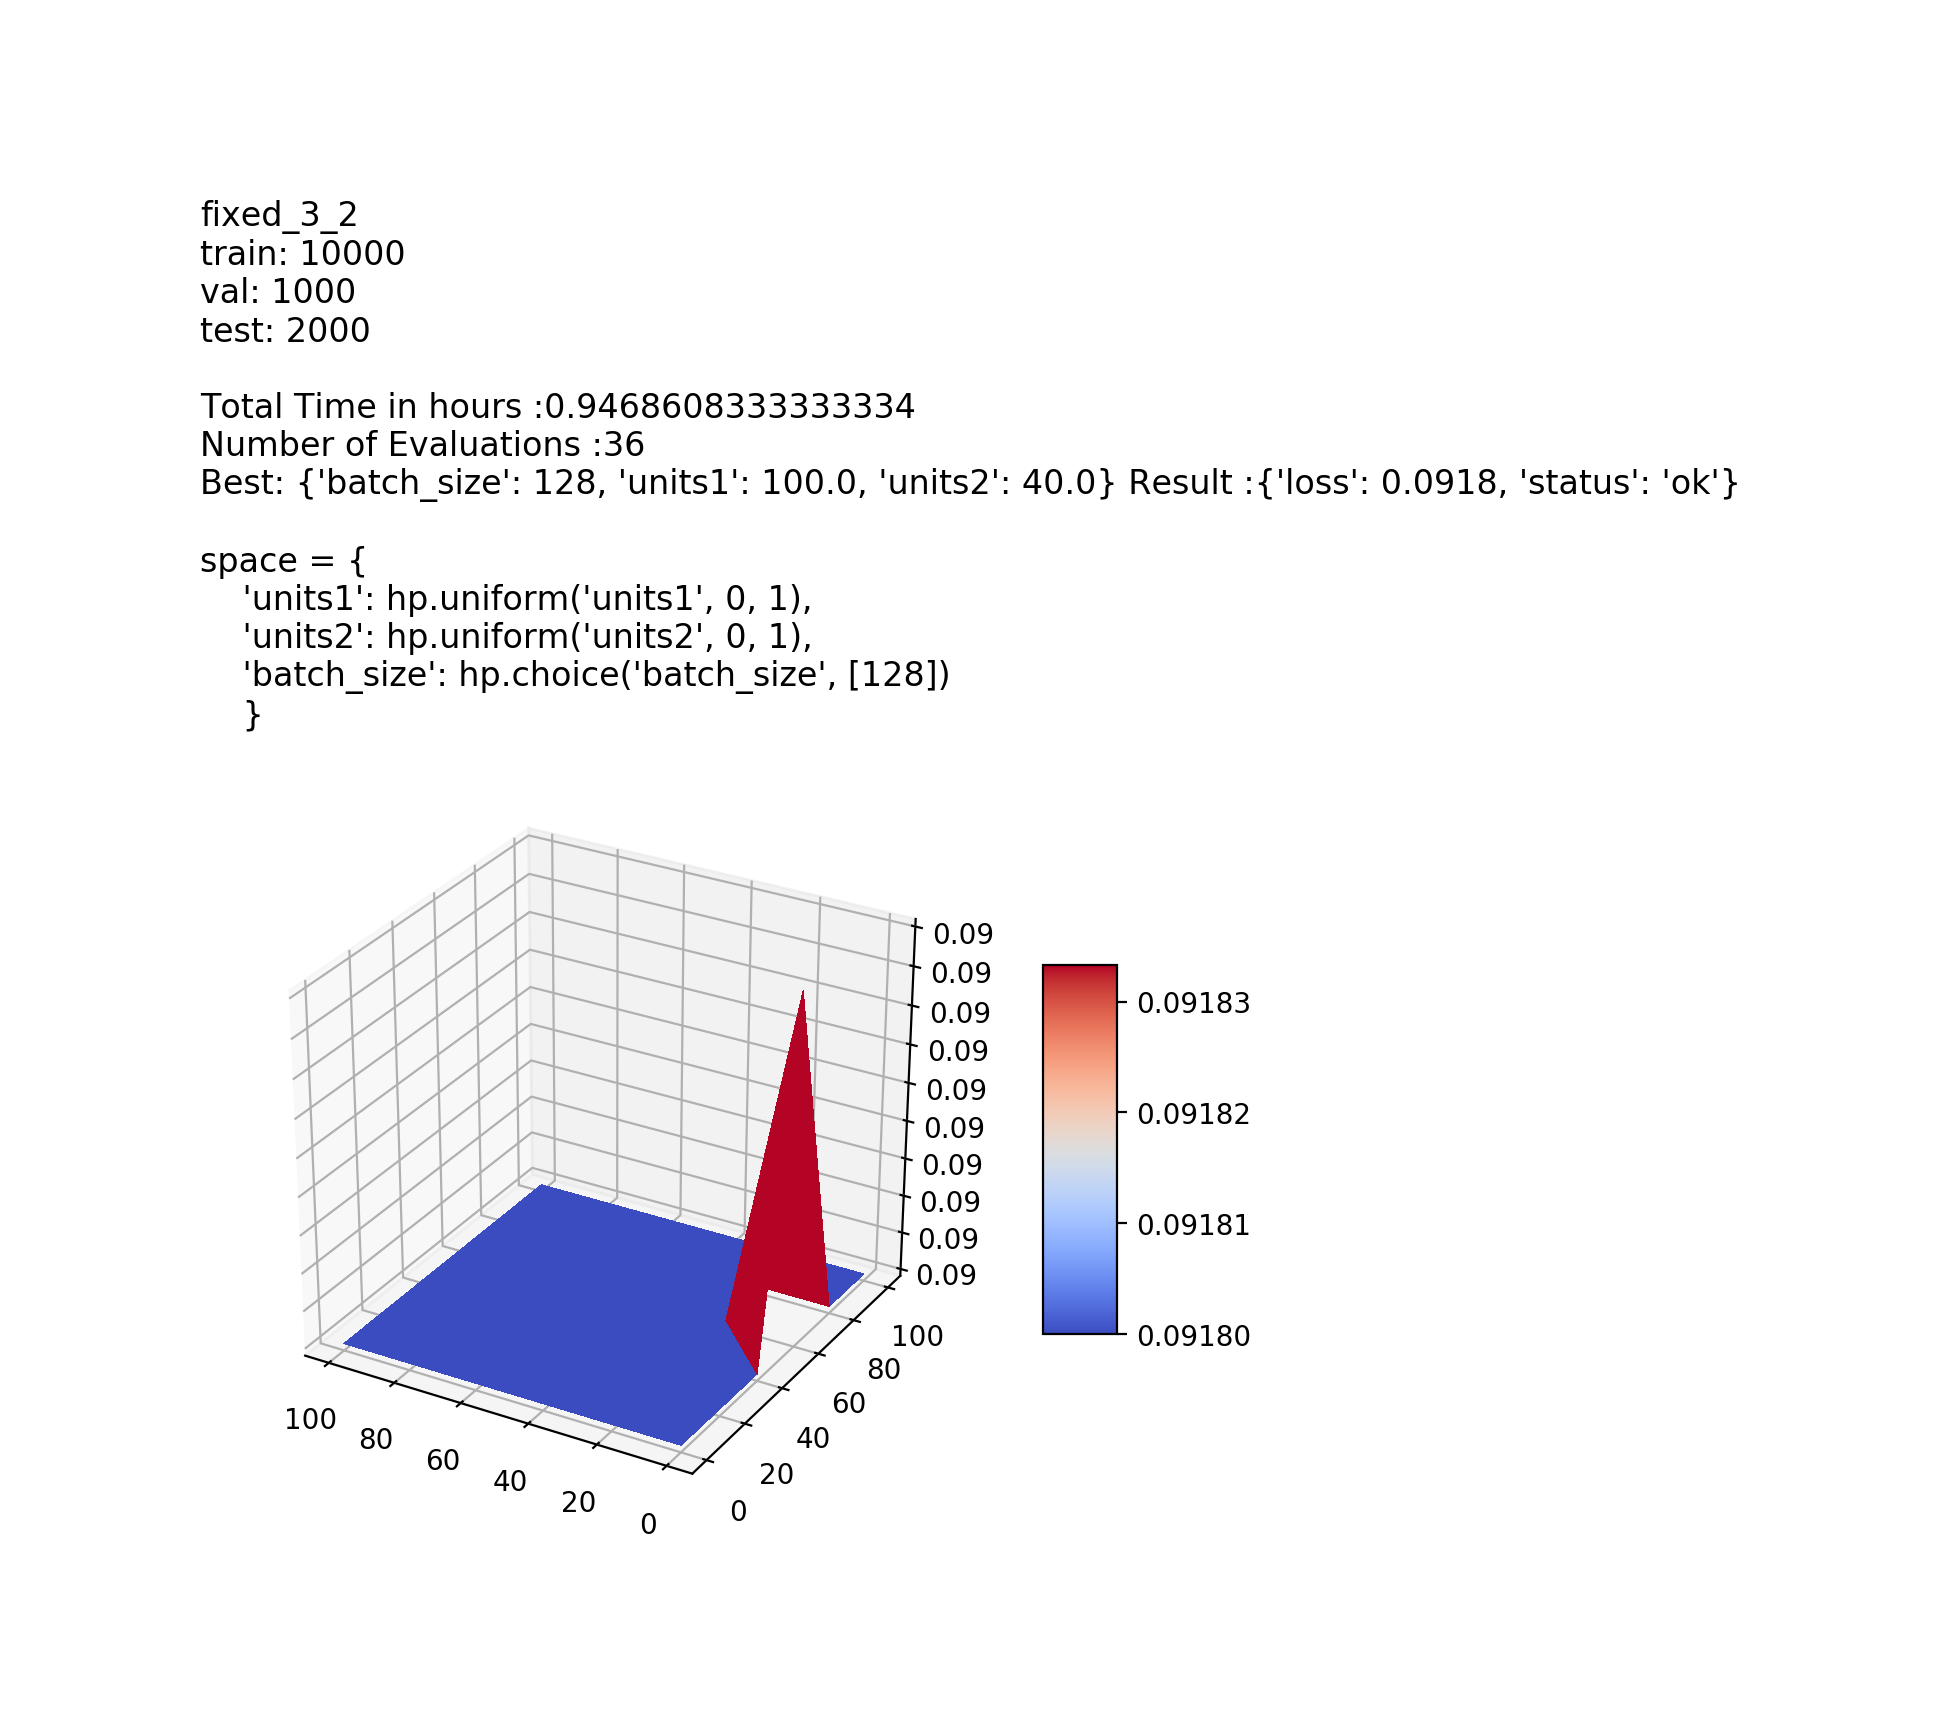 fixed_3_2
train: 10000
val: 1000
test: 2000
Total Time in hours :0.9468608333333334
Number of Evaluations :36
Best: {'batch_size': 128, 'units1': 100.0, 'units2': 40.0} Result :{'loss': 0.0918, 'status': 'ok'}
space = {
'units1': hp.uniform('units1', 0, 1),
'units2': hp.uniform('units2', 0, 1),
'batch_size': hp.choice('batch_size', [128])
}
0.09
0.09
0.09
0.09
0.09
0.09
0.09
0.09
0.09
0.09
100
80
60
40
20
0
100
80
60
40
20
0
0.09183
0.09182
0.09181
0.09180